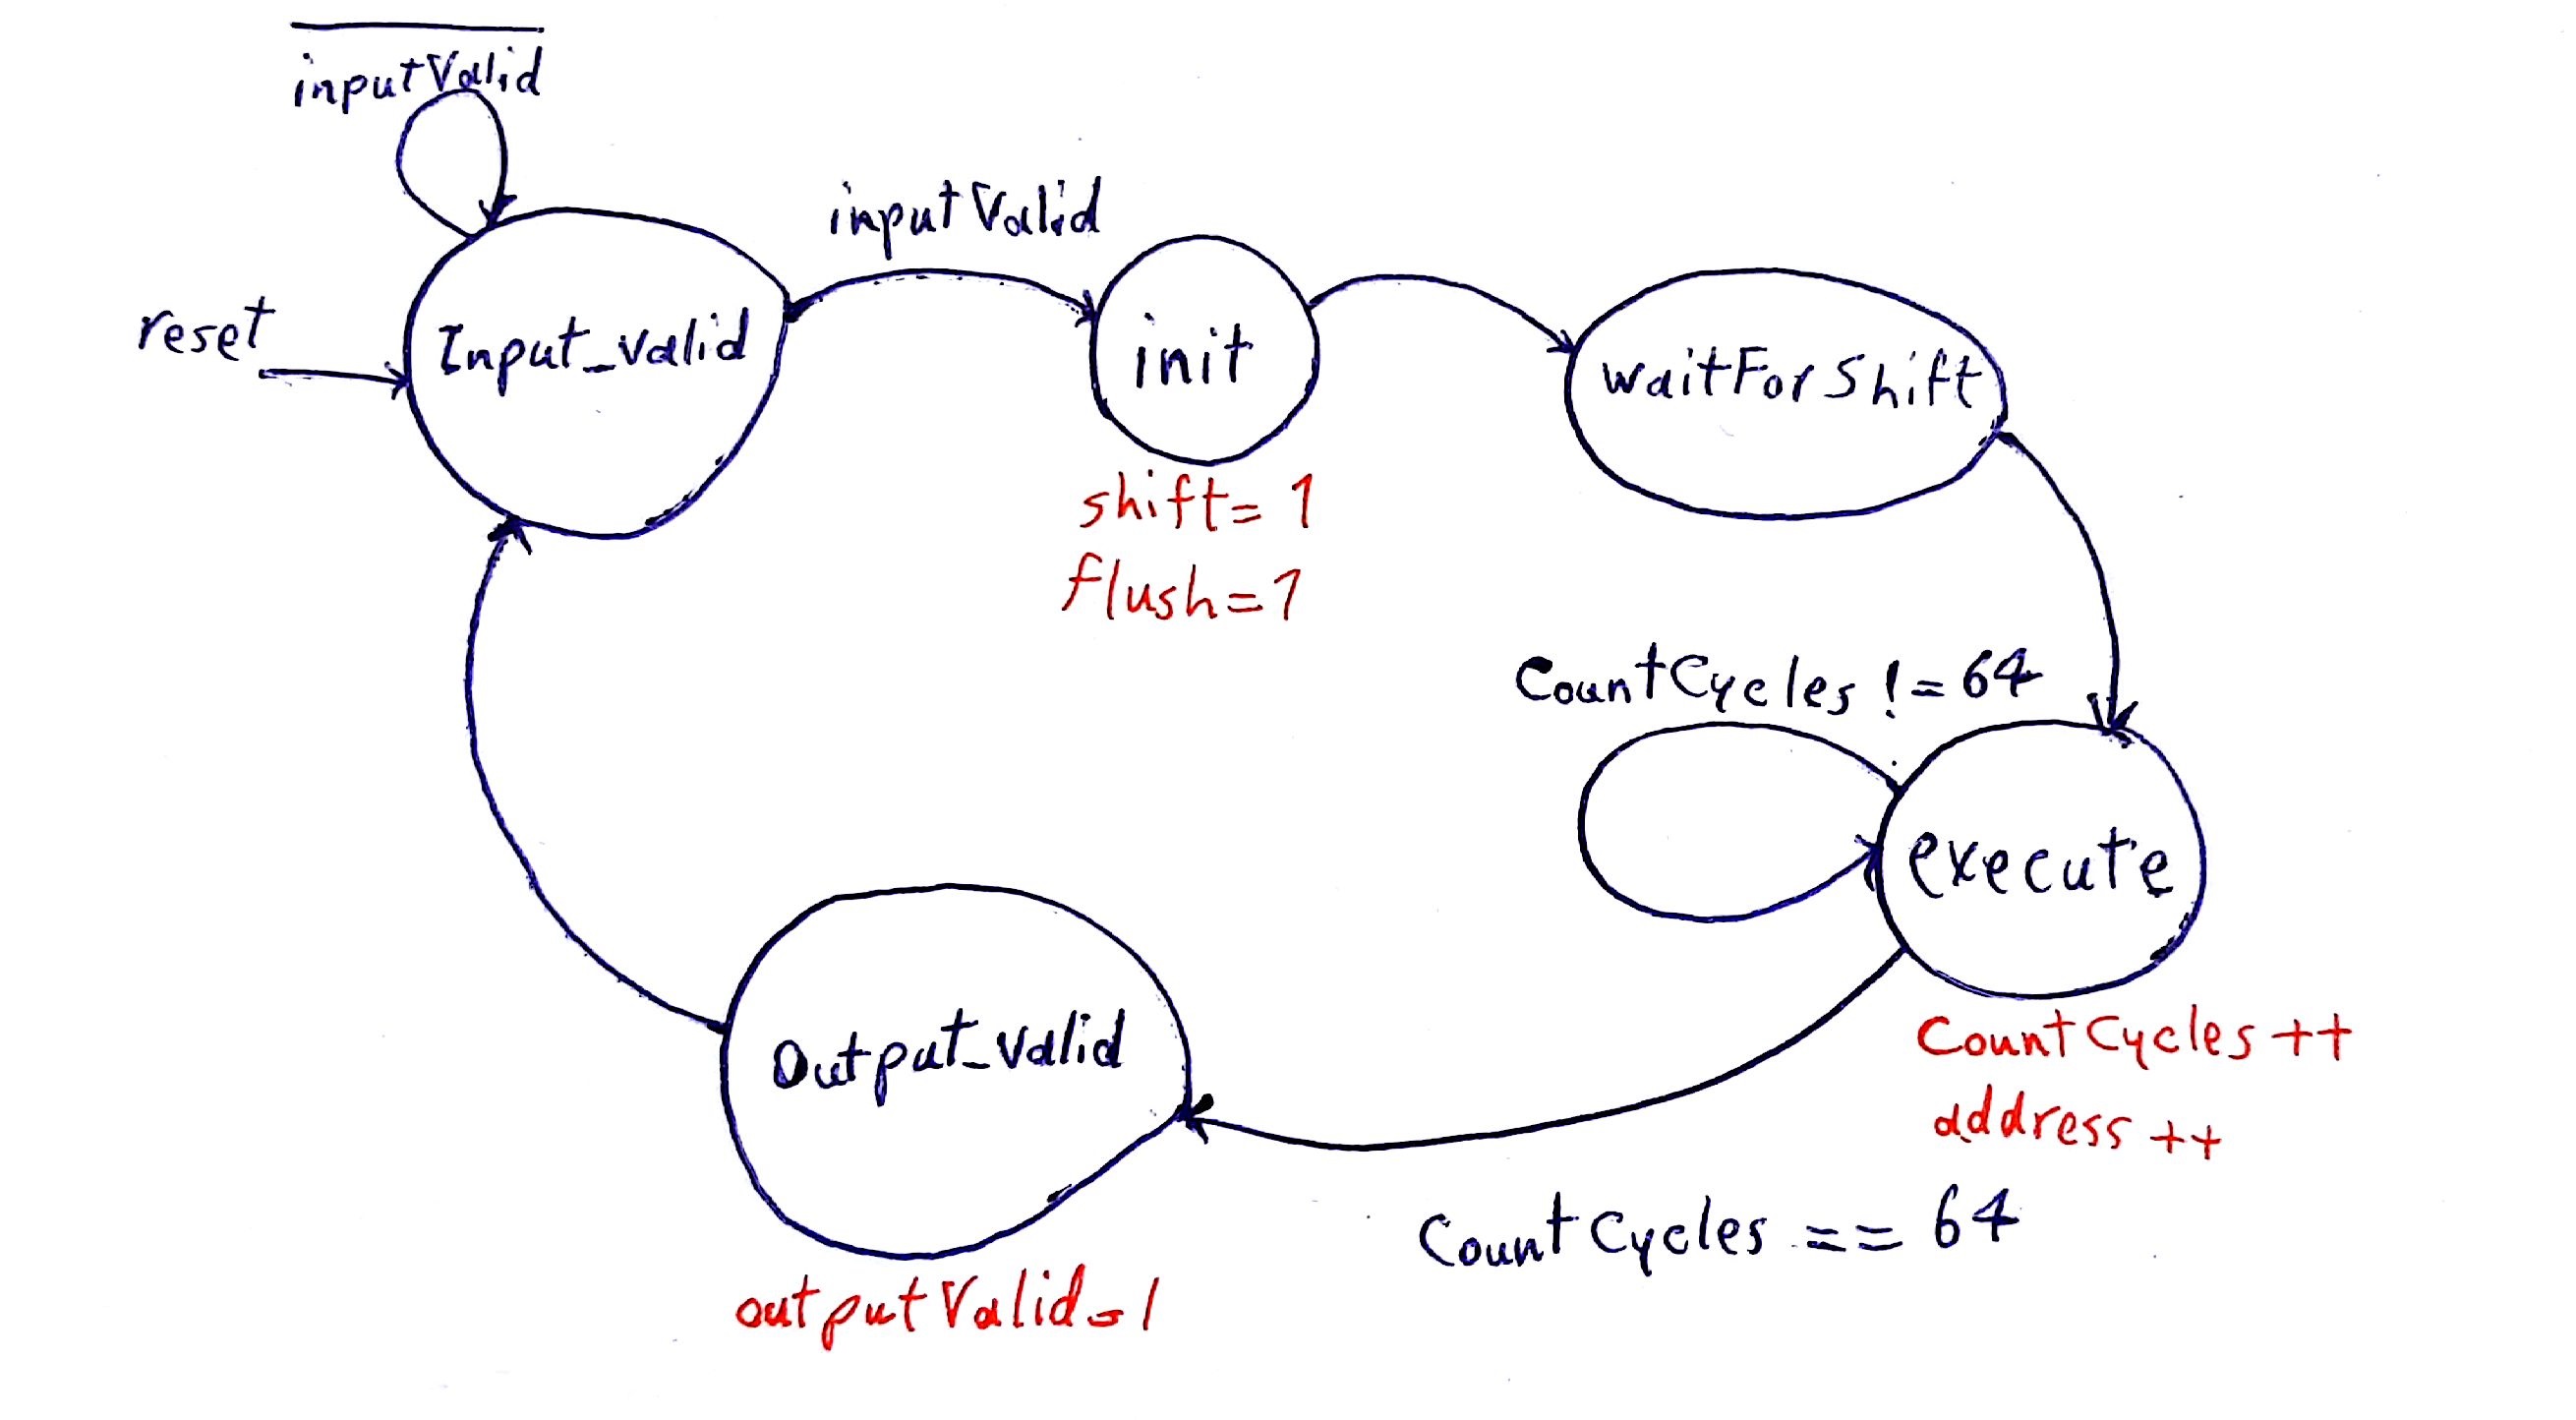 inputValid
inputValid
reset
Input_valid
init
waitForShift
shift=1
flush=1
CountCycles != 64
execute
CountCycles ++
address ++
Output_valid
CountCycles == 64
outputValid=1